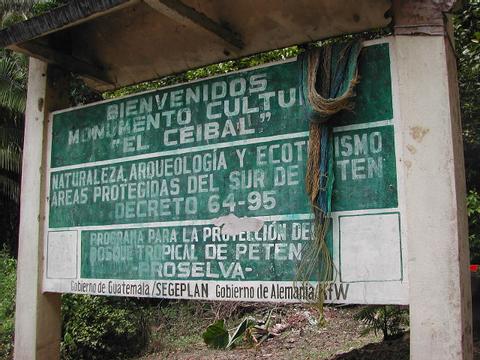 BIENVENIDOS
MONUMENTO CULTU
"EL CEIBAL"
NATURALEZA, ARQUEOLOGIA Y ECOT ISMO
AREAS PROTEGIDAS DEL SUR DE TEN
DECRETO 64-95
PROGRAMA PARA LA PROTECCIÓN DE
BOSQUE TROPICAL DE PETEN
-PROSELVA-
Gobierno de Guatemala/SEGEPLAN Gobierno de Alemania KfW